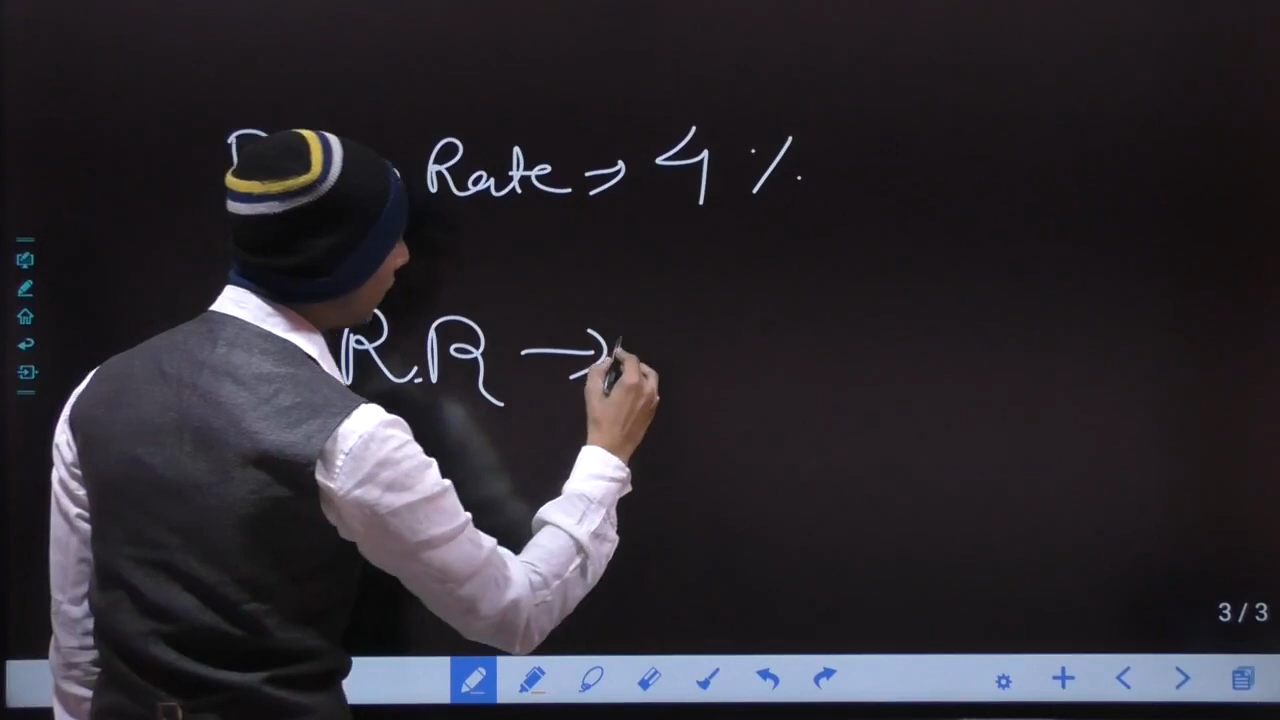 Rate → 4 %
R.R →
3 / 3